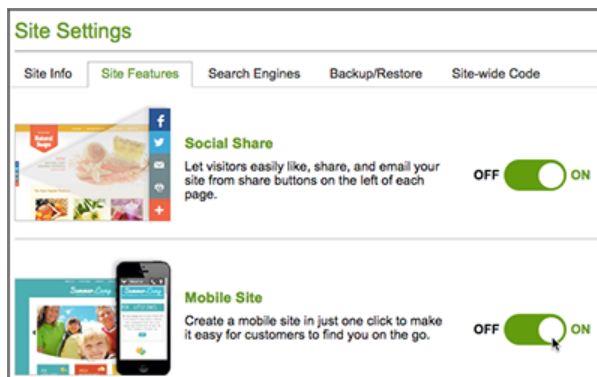 Site Settings
Site Info Site Features Search Engines Backup/Restore Site-wide Code
Social Share
Let visitors easily like, share, and email your
site from share buttons on the left of each
page.
OFF ON
Mobile Site
Create a mobile site in just one click to make
it easy for customers to find you on the go.
OFF ON